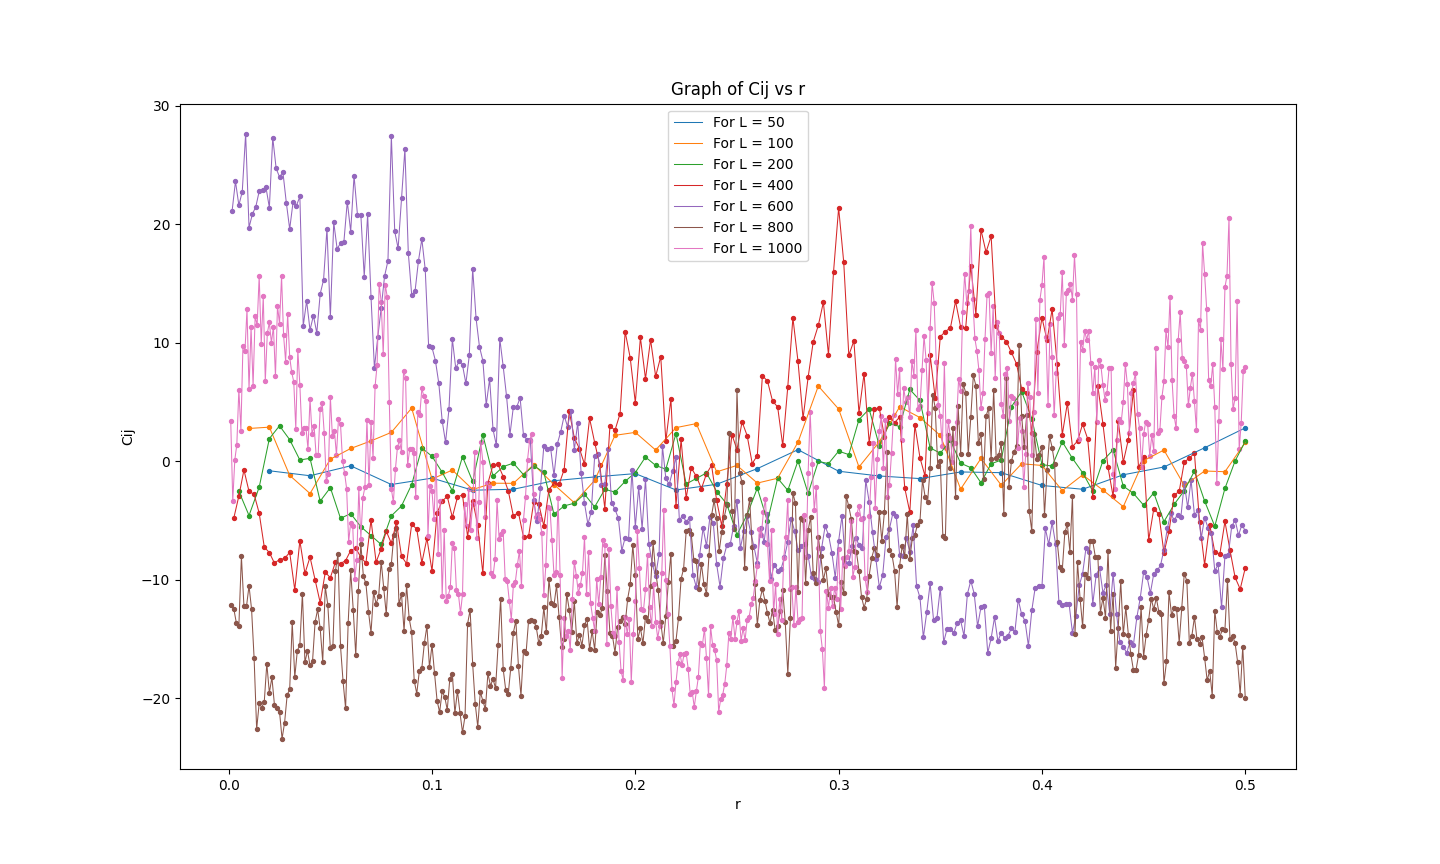 Graph of Cij vs r
For L = 50
For L = 100
For L = 200
For L = 400
For L = 600
For L = 800
For L = 1000
30
20
10
0
−10
−20
Cij
0.0 0.1 0.2 0.3 0.4 0.5
r